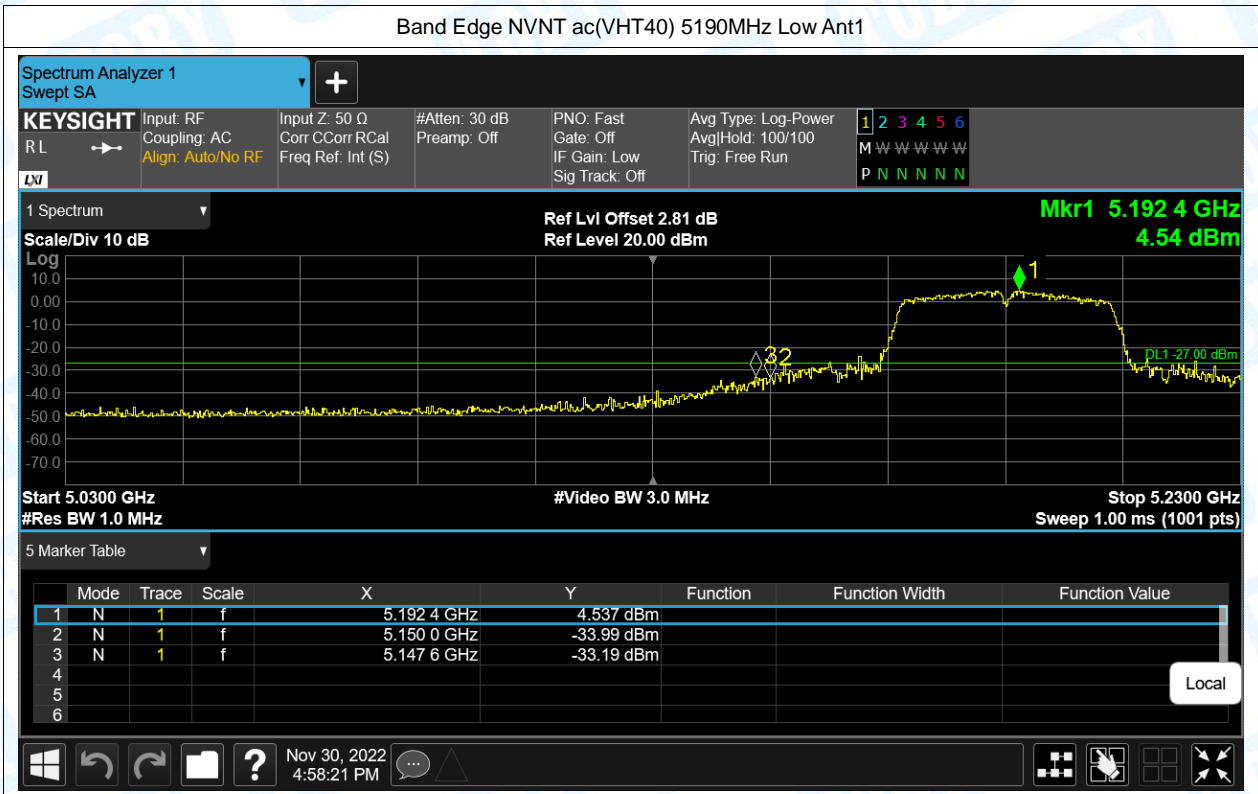 Band Edge NVNT ac(VHT40) 5190MHz Low Ant1
Spectrum Analyzer 1
Swept SA
+
KEYSIGHT
RL
LXI
Input: RF
Coupling: AC
Align: Auto/No RF
Input Z: 50 Ω
Corr CCorr RCal
Freq Ref: Int (S)
#Atten: 30 dB
Preamp: Off
PNO: Fast
Gate: Off
IF Gain: Low
Sig Track: Off
Avg Type: Log-Power
Avg|Hold: 100/100
Trig: Free Run
1 2 3 4 5 6
M W W W W W
P N N N N N
1 Spectrum
Scale/Div 10 dB
Ref Lvl Offset 2.81 dB
Ref Level 20.00 dBm
Mkr1 5.192 4 GHz
4.54 dBm
Log
10.0
0.00
-10.0
-20.0
-30.0
-40.0
-50.0
-60.0
-70.0
1
3 2
DL1 -27.00 dBm
Start 5.0300 GHz
#Video BW 3.0 MHz
Stop 5.2300 GHz
#Res BW 1.0 MHz
Sweep 1.00 ms (1001 pts)
5 Marker Table
Mode Trace Scale X Y Function Function Width Function Value
1 N 1 f 5.192 4 GHz 4.537 dBm
2 N 1 f 5.150 0 GHz -33.99 dBm
3 N 1 f 5.147 6 GHz -33.19 dBm
4
5
6
Local
?
Nov 30, 2022
4:58:21 PM